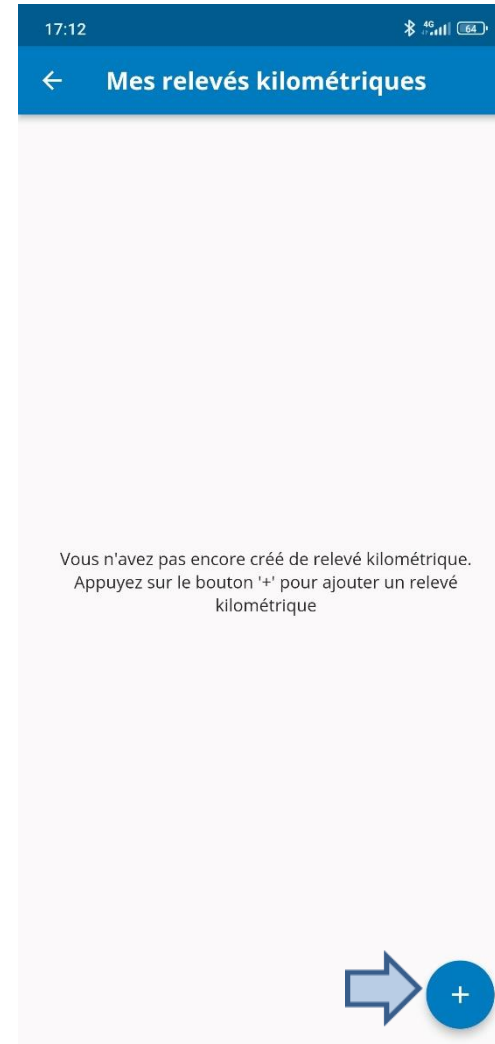 17:12 4G 64
← Mes relevés kilométriques
Vous n'avez pas encore créé de relevé kilométrique.
Appuyez sur le bouton '+' pour ajouter un relevé
kilométrique
+